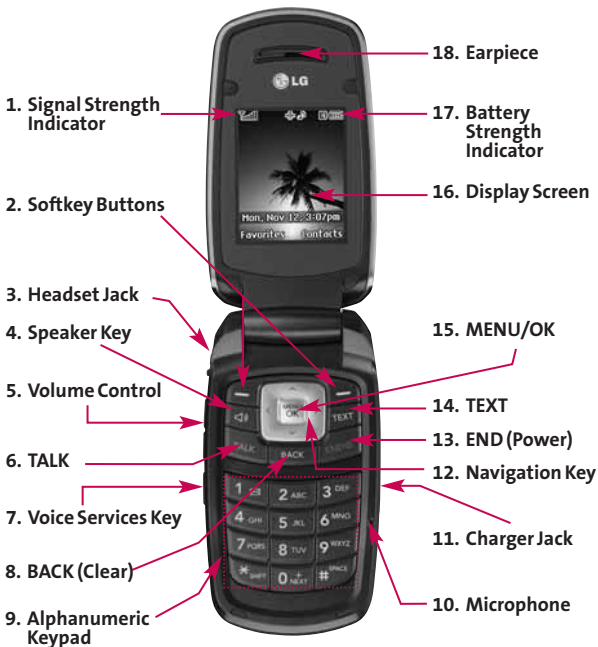 18. Earpiece
LG
1. Signal Strength
Indicator
17. Battery
Strength
Indicator
16. Display Screen
2. Softkey Buttons
Mon, Nov 12, 3:07pm
Favorites Contacts
3. Headset Jack
4. Speaker Key
15. MENU/OK
5. Volume Control
MENU
OK
TEXT
14. TEXT
6. TALK
TALK
BACK
END
13. END (Power)
12. Navigation Key
7. Voice Services Key
1 2 ABC 3 DEF
4 GHI 5 JKL 6 MNO
7 PQRS 8 TUV 9 WXYZ
* SHIFT 0 + NEXT # SPACE
11. Charger Jack
8. BACK (Clear)
9. Alphanumeric
Keypad
10. Microphone